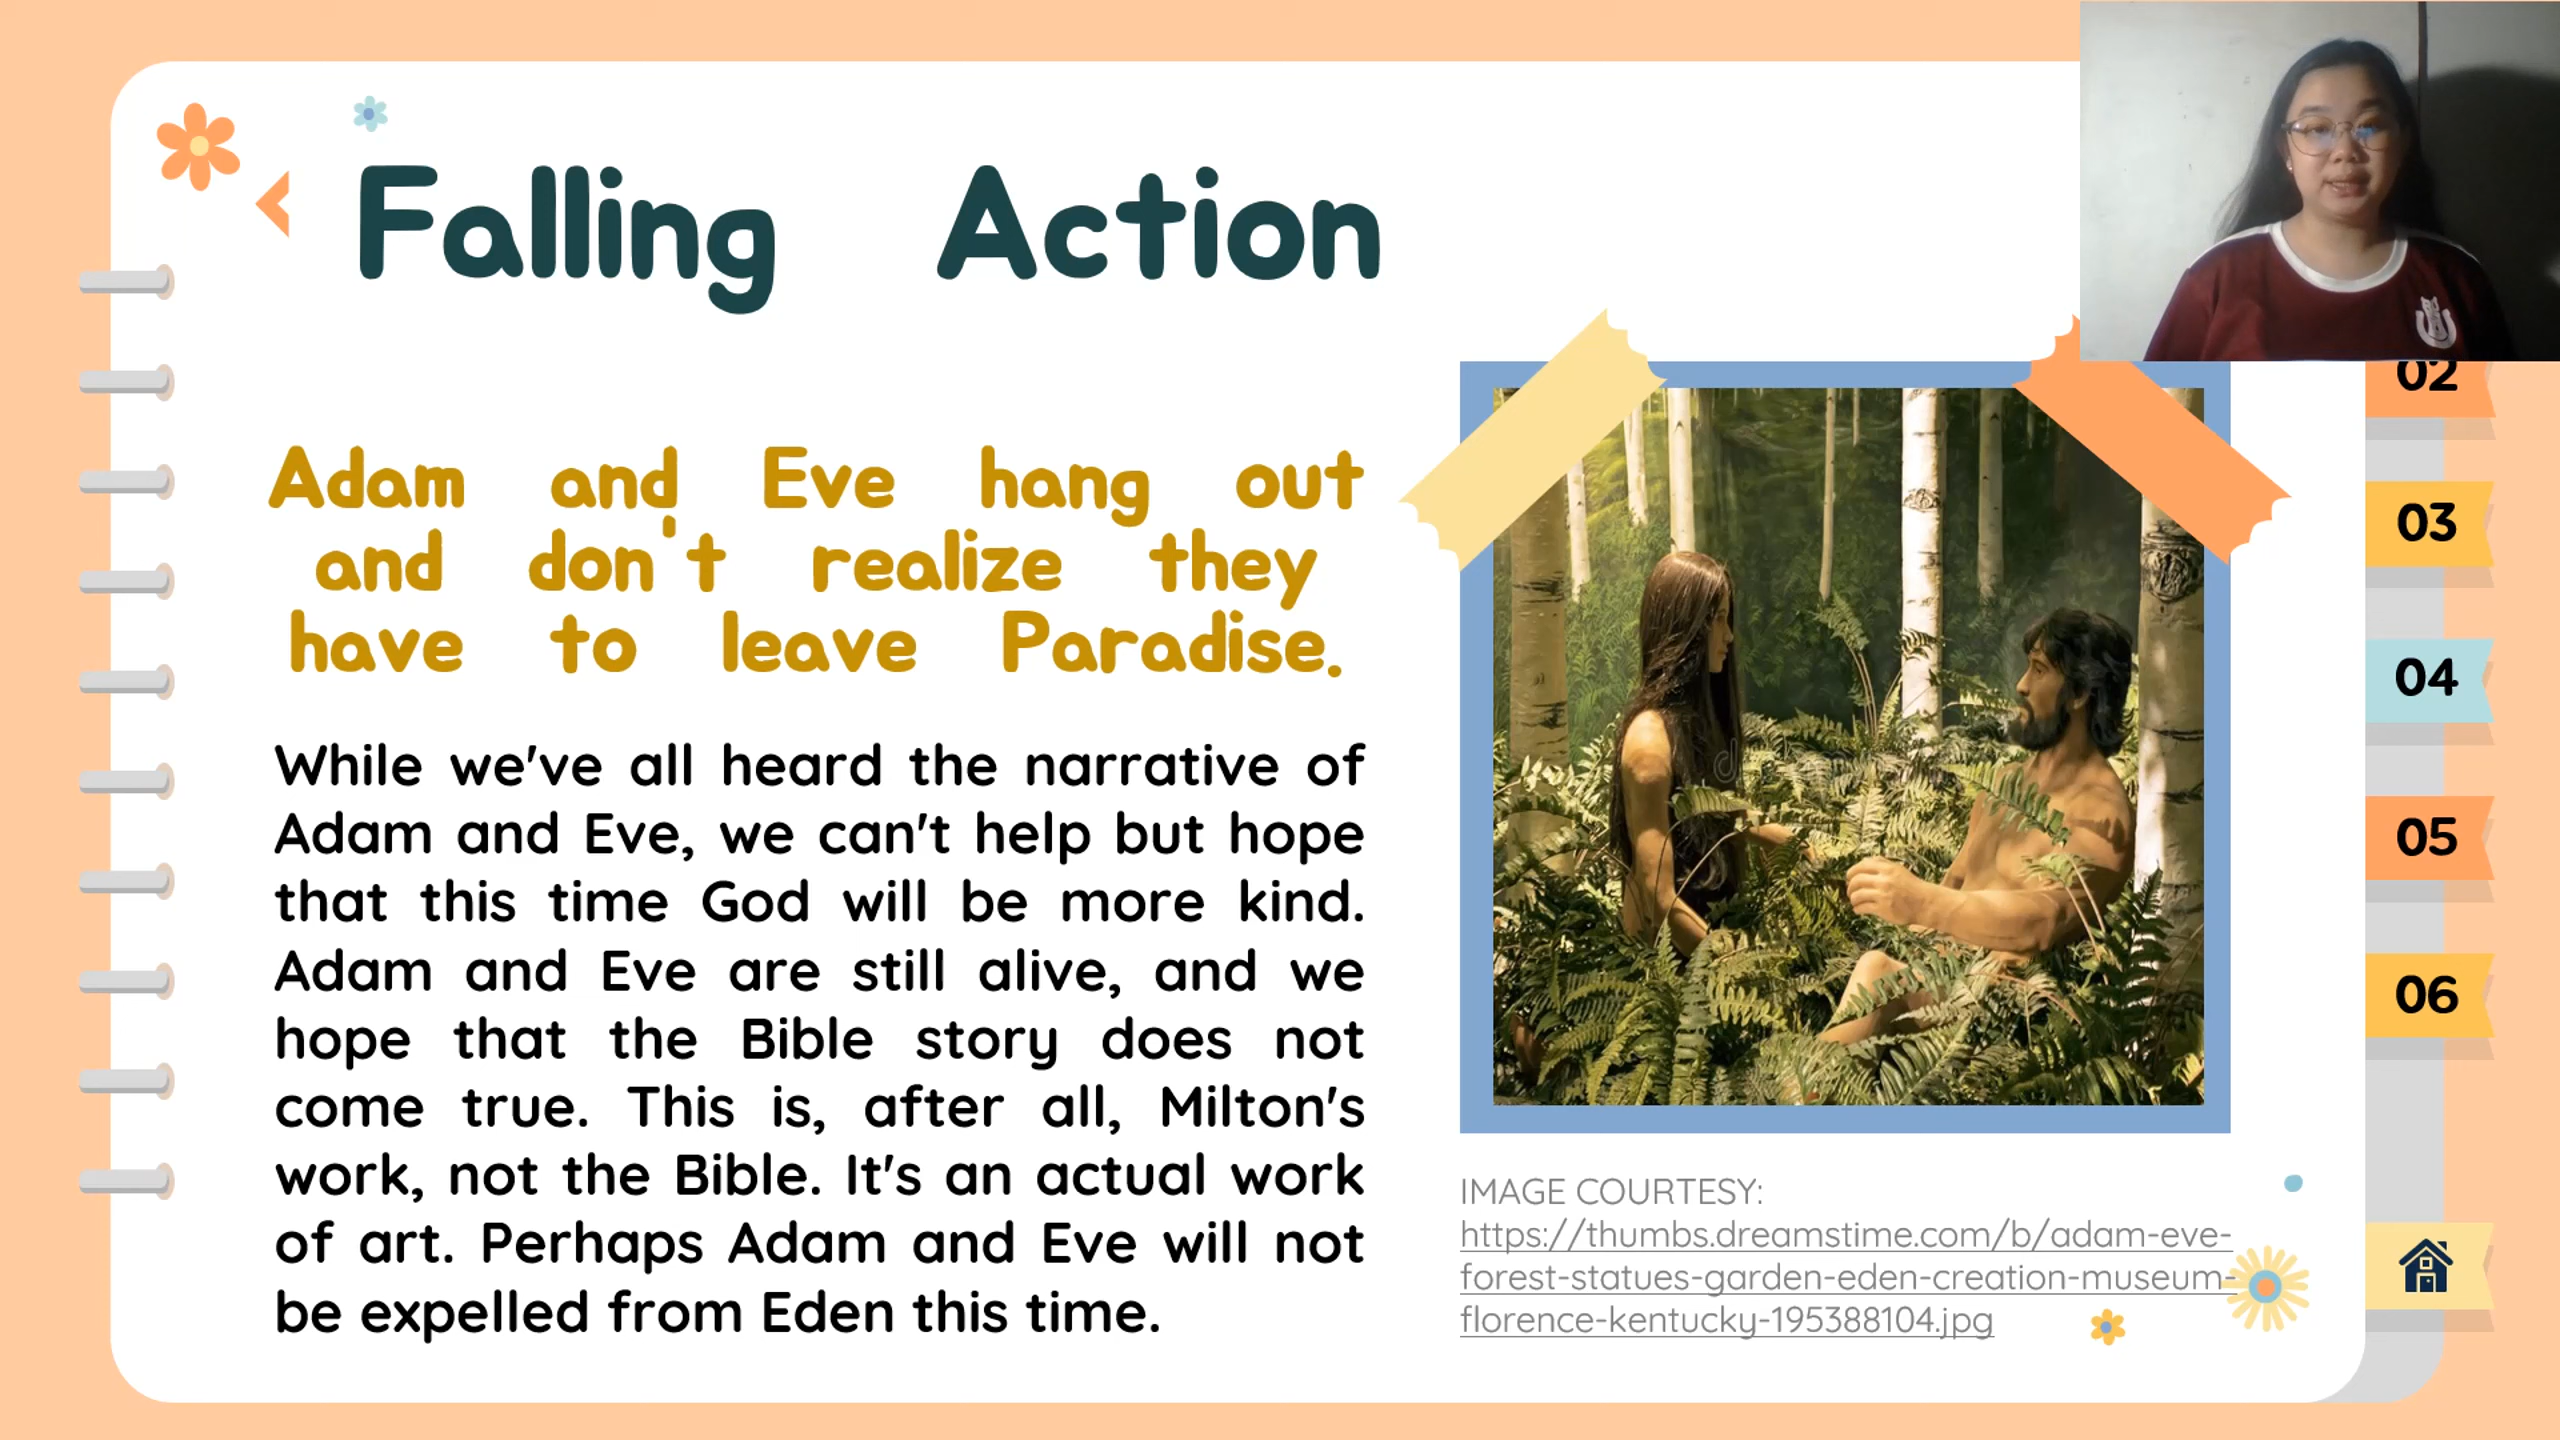 Falling Action
Adam and Eve hang out
and don't realize they
have to leave Paradise.
While we've all heard the narrative of
Adam and Eve, we can't help but hope
that this time God will be more kind.
Adam and Eve are still alive, and we
hope that the Bible story does not
come true. This is, after all, Milton's
work, not the Bible. It's an actual work
of art. Perhaps Adam and Eve will not
be expelled from Eden this time.
IMAGE COURTESY:
https://thumbs.dreamstime.com/b/adam-eve-
forest-statues-garden-eden-creation-museum-
florence-kentucky-195388104.jpg
02
03
04
05
06